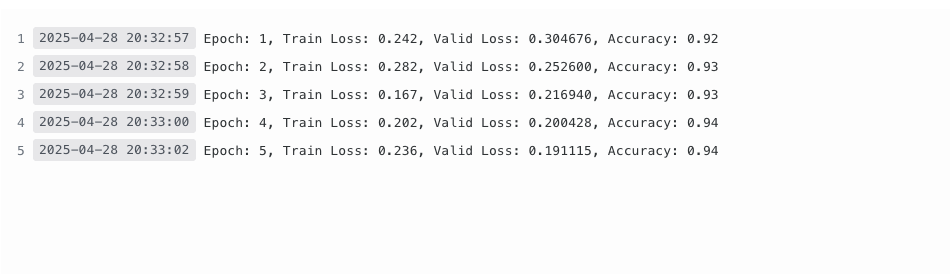 1 2025-04-28 20:32:57 Epoch: 1, Train Loss: 0.242, Valid Loss: 0.304676, Accuracy: 0.92
2 2025-04-28 20:32:58 Epoch: 2, Train Loss: 0.282, Valid Loss: 0.252600, Accuracy: 0.93
3 2025-04-28 20:32:59 Epoch: 3, Train Loss: 0.167, Valid Loss: 0.216940, Accuracy: 0.93
4 2025-04-28 20:33:00 Epoch: 4, Train Loss: 0.202, Valid Loss: 0.200428, Accuracy: 0.94
5 2025-04-28 20:33:02 Epoch: 5, Train Loss: 0.236, Valid Loss: 0.191115, Accuracy: 0.94